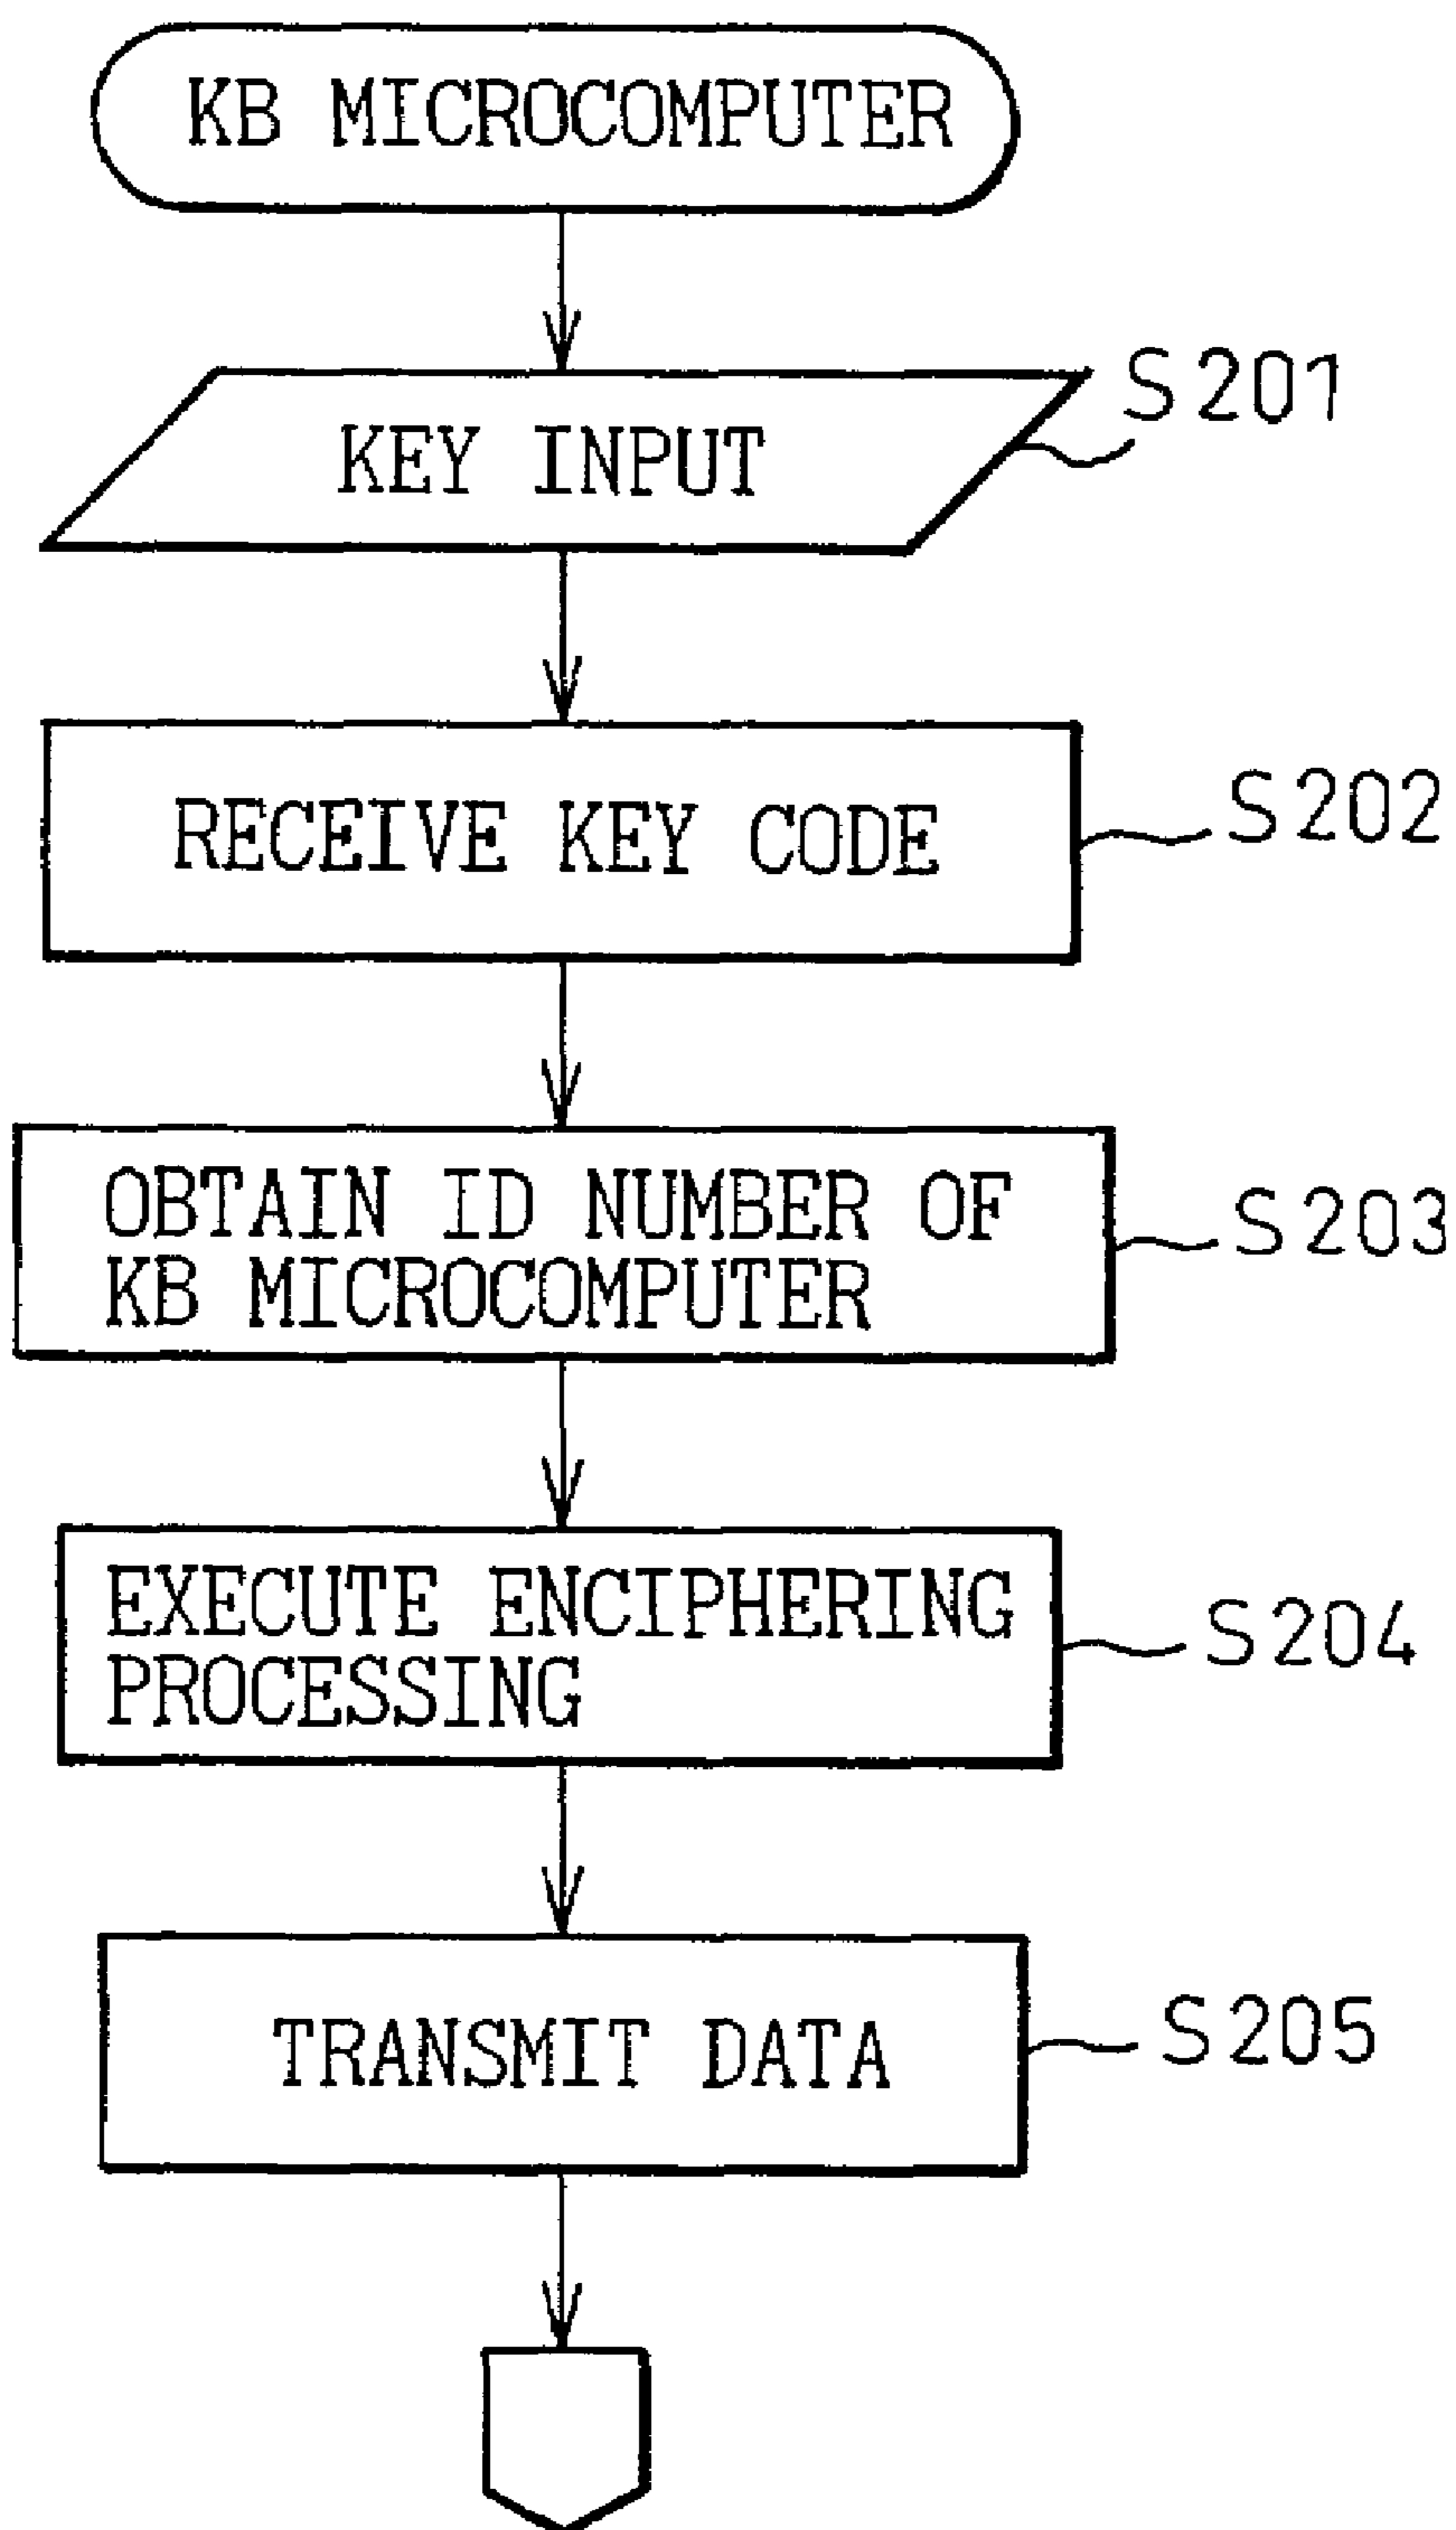 KB MICROCOMPUTER
KEY INPUT
S201
RECEIVE KEY CODE
S202
OBTAIN ID NUMBER OF
KB MICROCOMPUTER
S203
EXECUTE ENCIPHERING
PROCESSING
S204
TRANSMIT DATA
S205